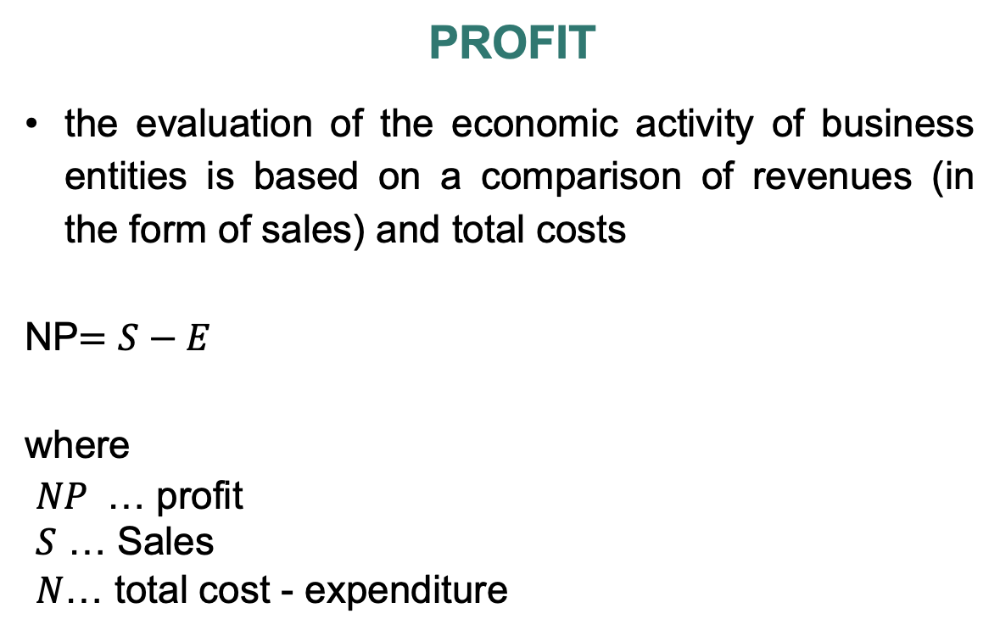 PROFIT
• the evaluation of the economic activity of business
entities is based on a comparison of revenues (in
the form of sales) and total costs
NP= S − E
where
NP … profit
S … Sales
N… total cost - expenditure